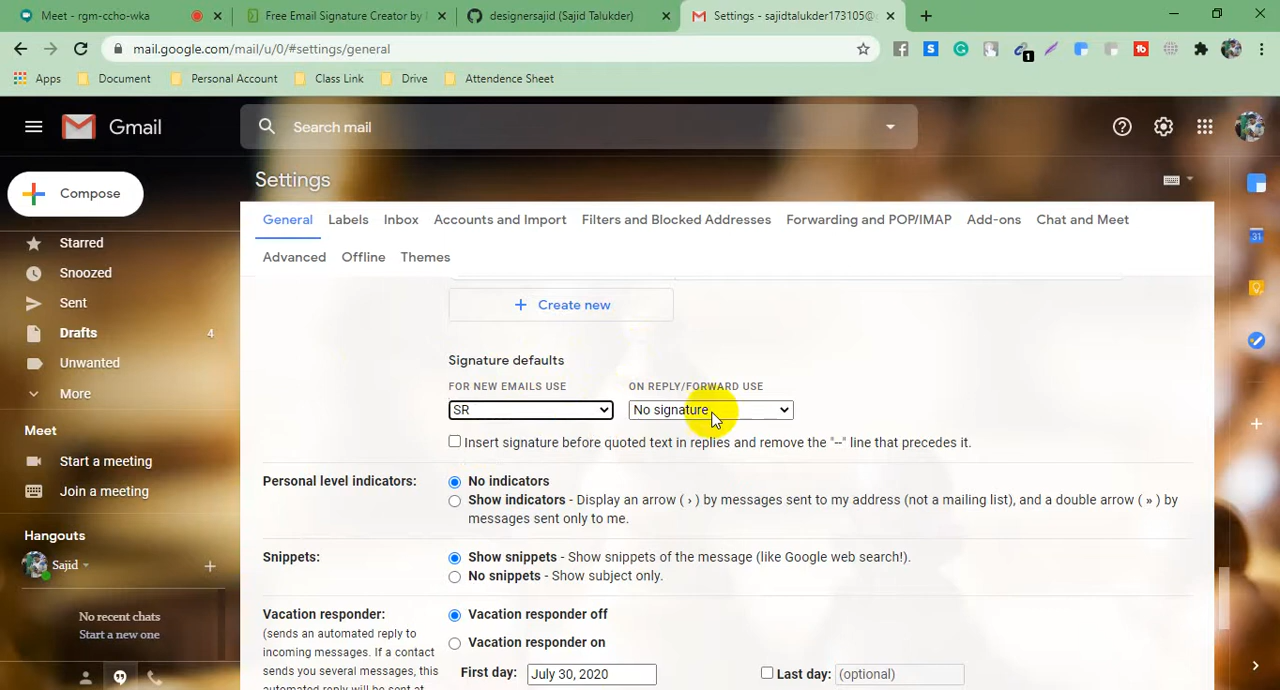 Meet - rgm-ccho-wka
Free Email Signature Creator by
designersajid (Sajid Talukder)
Settings - sajidtalukder173105@
mail.google.com/mail/u/0/#settings/general
1
Apps
Document
Personal Account
Class Link
Drive
Attendence Sheet
Gmail
Search mail
Compose
Settings
General
Labels
Inbox
Accounts and Import
Filters and Blocked Addresses
Forwarding and POP/IMAP
Add-ons
Chat and Meet
Advanced
Offline
Themes
Starred
Snoozed
Sent
Drafts 4
Unwanted
More
Meet
Start a meeting
Join a meeting
Hangouts
Sajid
No recent chats
Start a new one
+ Create new
Signature defaults
FOR NEW EMAILS USE
ON REPLY/FORWARD USE
SR
No signature
Insert signature before quoted text in replies and remove the "--" line that precedes it.
Personal level indicators:
No indicators
Show indicators - Display an arrow ( › ) by messages sent to my address (not a mailing list), and a double arrow ( » ) by
messages sent only to me.
Snippets:
Show snippets - Show snippets of the message (like Google web search!).
No snippets - Show subject only.
Vacation responder:
(sends an automated reply to
incoming messages. If a contact
sends you several messages, this
automated reply will be sent at
Vacation responder off
Vacation responder on
First day: July 30, 2020
Last day: (optional)
31